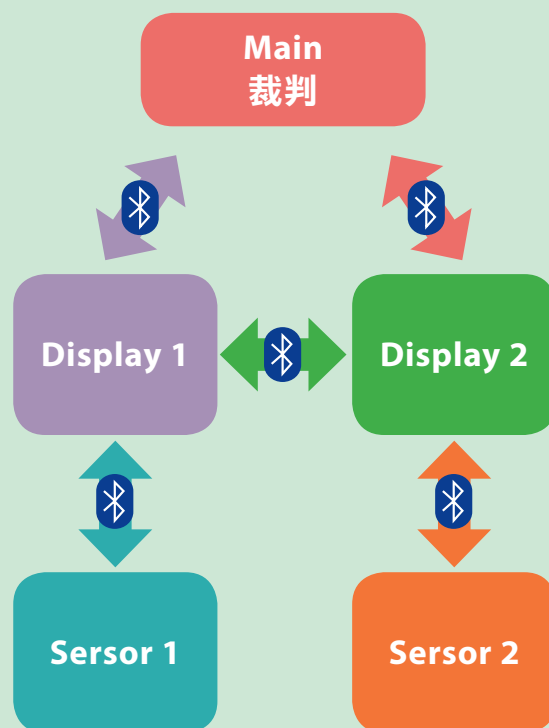 Main
裁判
Display 1
Display 2
Sersor 1
Sersor 2